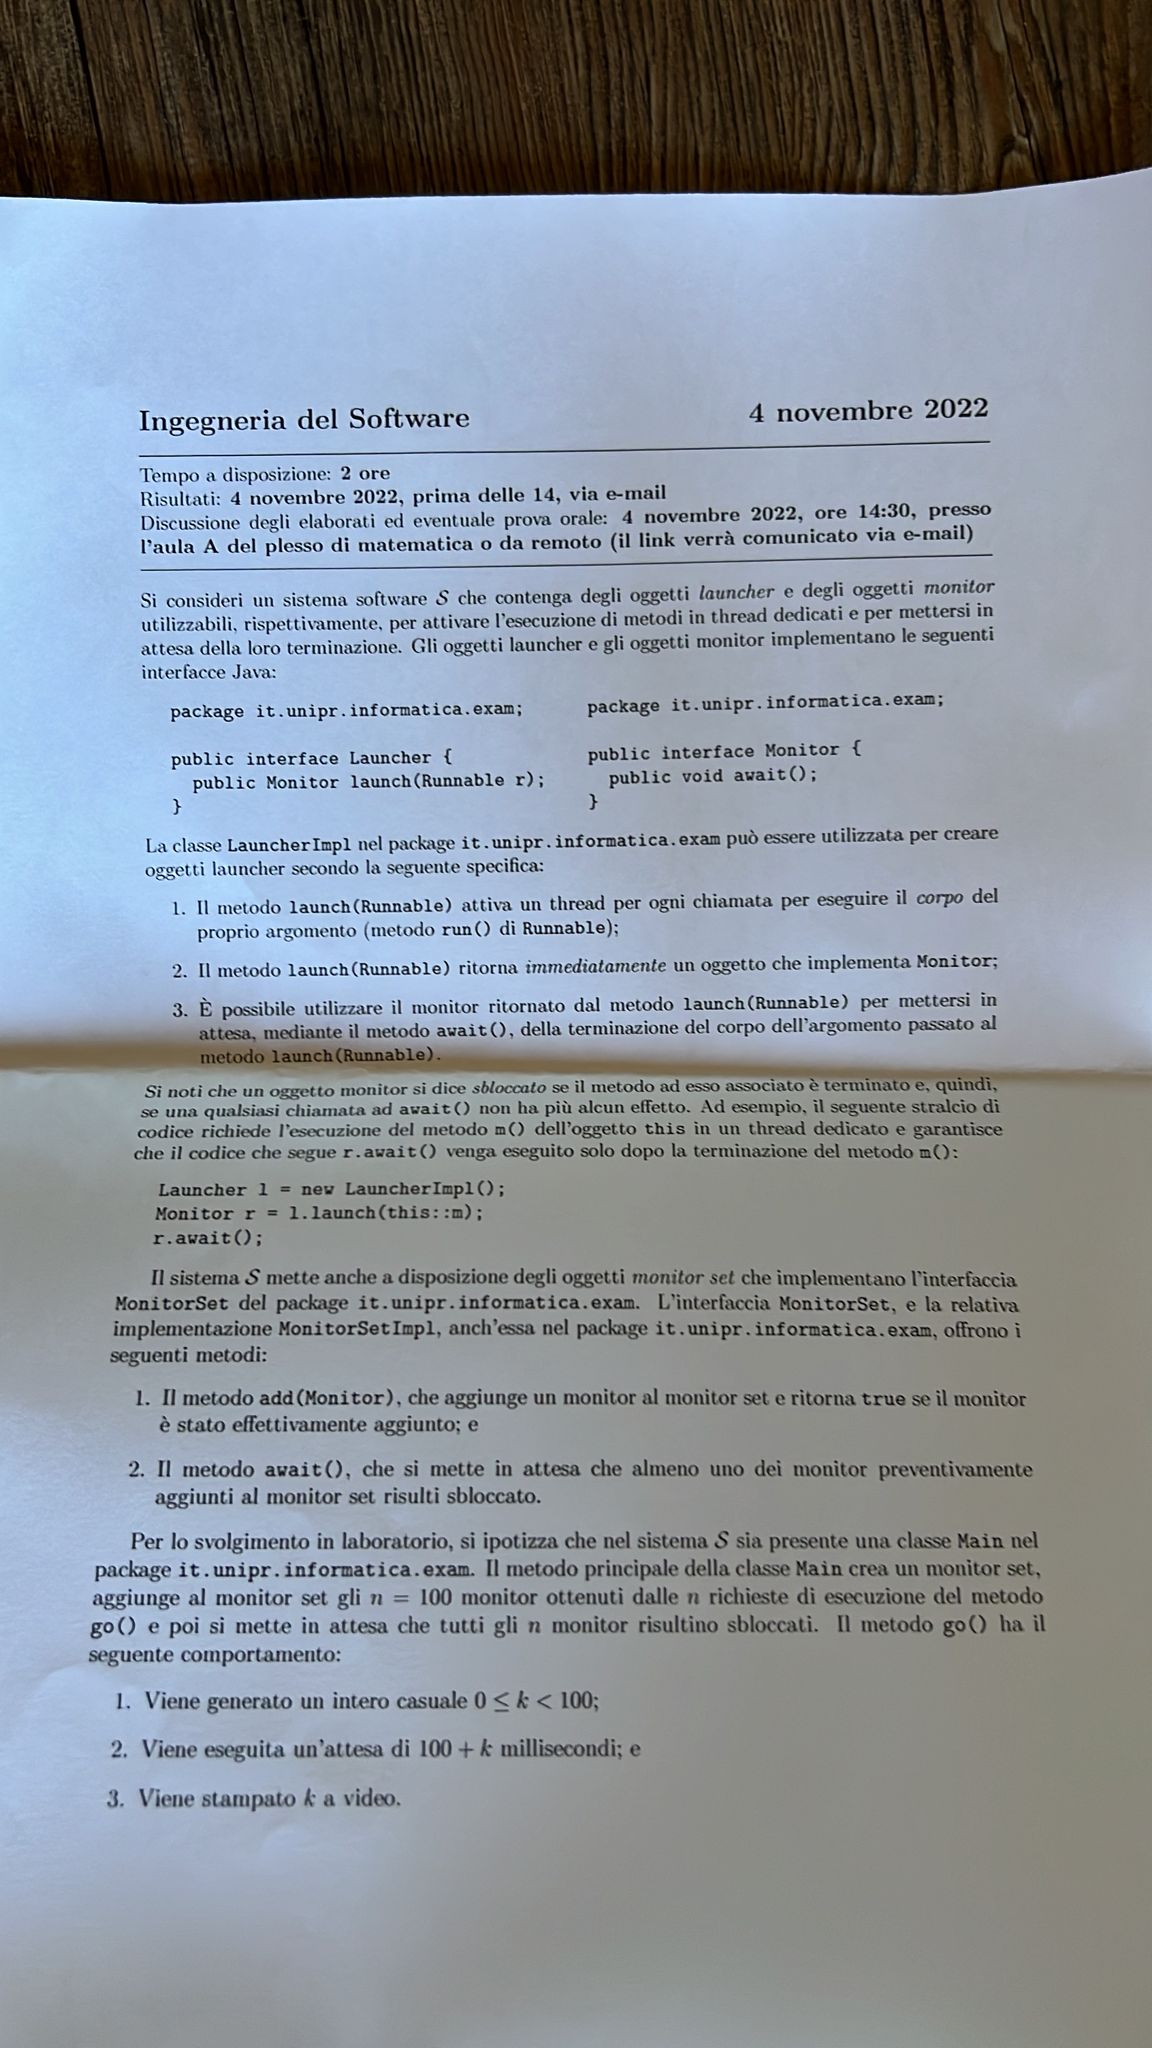 Ingegneria del Software 4 novembre 2022
Tempo a disposizione: 2 ore
Risultati: 4 novembre 2022, prima delle 14, via e-mail
Discussione degli elaborati ed eventuale prova orale: 4 novembre 2022, ore 14:30, presso
l'aula A del plesso di matematica o da remoto (il link verrà comunicato via e-mail)
Si consideri un sistema software S che contenga degli oggetti launcher e degli oggetti monitor
utilizzabili, rispettivamente, per attivare l'esecuzione di metodi in thread dedicati e per mettersi in
attesa della loro terminazione. Gli oggetti launcher e gli oggetti monitor implementano le seguenti
interfacce Java:
package it.unipr.informatica.exam;
public interface Launcher {
public Monitor launch(Runnable r);
}
package it.unipr.informatica.exam;
public interface Monitor {
public void await();
}
La classe LauncherImpl nel package it.unipr.informatica.exam può essere utilizzata per creare
oggetti launcher secondo la seguente specifica:
1. Il metodo launch(Runnable) attiva un thread per ogni chiamata per eseguire il corpo del
proprio argomento (metodo run() di Runnable);
2. Il metodo launch(Runnable) ritorna immediatamente un oggetto che implementa Monitor;
3. È possibile utilizzare il monitor ritornato dal metodo launch(Runnable) per mettersi in
attesa, mediante il metodo await(), della terminazione del corpo dell'argomento passato al
metodo launch(Runnable).
Si noti che un oggetto monitor si dice sbloccato se il metodo ad esso associato è terminato e, quindi,
se una qualsiasi chiamata ad await() non ha più alcun effetto. Ad esempio, il seguente stralcio di
codice richiede l'esecuzione del metodo m() dell'oggetto this in un thread dedicato e garantisce
che il codice che segue r.await() venga eseguito solo dopo la terminazione del metodo m():
Launcher l = new LauncherImpl();
Monitor r = l.launch(this::m);
r.await();
Il sistema S mette anche a disposizione degli oggetti monitor set che implementano l'interfaccia
MonitorSet del package it.unipr.informatica.exam. L'interfaccia MonitorSet, e la relativa
implementazione MonitorSetImpl, anch'essa nel package it.unipr.informatica.exam, offrono i
seguenti metodi:
1. Il metodo add(Monitor), che aggiunge un monitor al monitor set e ritorna true se il monitor
è stato effettivamente aggiunto; e
2. Il metodo await(), che si mette in attesa che almeno uno dei monitor preventivamente
aggiunti al monitor set risulti sbloccato.
Per lo svolgimento in laboratorio, si ipotizza che nel sistema S sia presente una classe Main nel
package it.unipr.informatica.exam. Il metodo principale della classe Main crea un monitor set,
aggiunge al monitor set gli n = 100 monitor ottenuti dalle n richieste di esecuzione del metodo
go() e poi si mette in attesa che tutti gli n monitor risultino sbloccati. Il metodo go() ha il
seguente comportamento:
1. Viene generato un intero casuale 0 ≤ k < 100;
2. Viene eseguita un'attesa di 100 + k millisecondi; e
3. Viene stampato k a video.